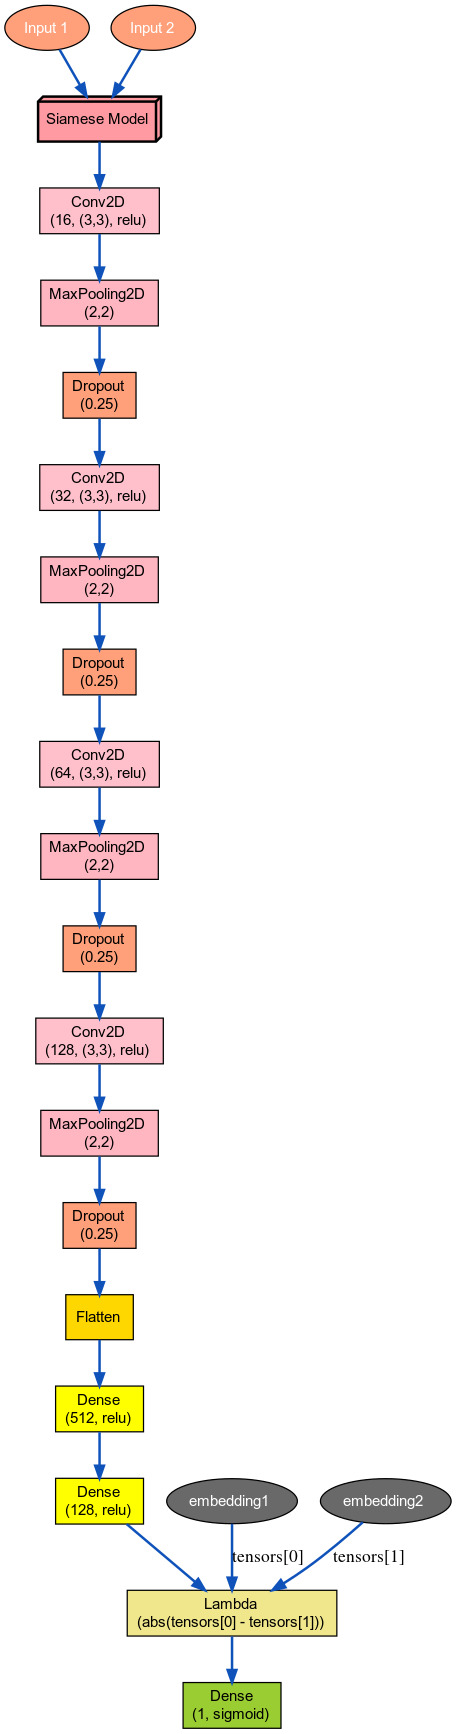 Input 1
Input 2
Siamese Model
Conv2D
(16, (3,3), relu)
MaxPooling2D
(2,2)
Dropout
(0.25)
Conv2D
(32, (3,3), relu)
MaxPooling2D
(2,2)
Dropout
(0.25)
Conv2D
(64, (3,3), relu)
MaxPooling2D
(2,2)
Dropout
(0.25)
Conv2D
(128, (3,3), relu)
MaxPooling2D
(2,2)
Dropout
(0.25)
Flatten
Dense
(512, relu)
Dense
(128, relu)
embedding1
embedding2
tensors[0]
tensors[1]
Lambda
(abs(tensors[0] - tensors[1]))
Dense
(1, sigmoid)